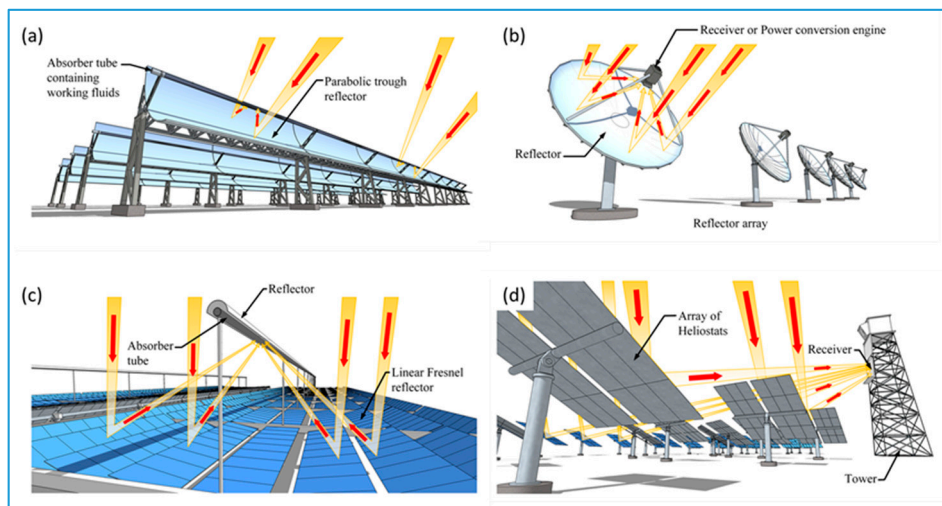 (a)
Absorber tube
containing
working fluids
Parabolic trough
reflector
(b)
Receiver or Power conversion engine
Reflector
Reflector array
(c)
Reflector
Absorber
tube
Linear Fresnel
reflector
(d)
Array of
Heliostats
Receiver
Tower